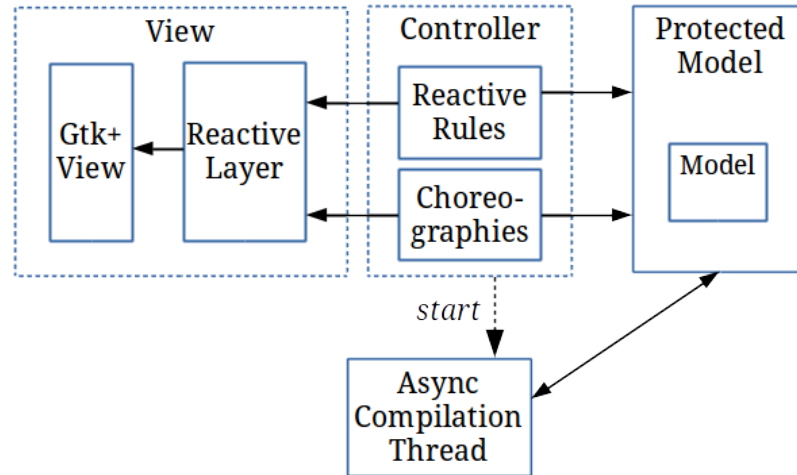 View
Gtk+
View
Reactive
Layer
Controller
Reactive
Rules
Choreo-
graphies
Protected
Model
Model
start
Async
Compilation
Thread